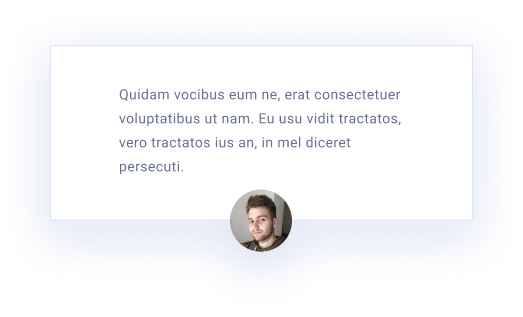 Quidam vocibus eum ne, erat consectetuer
voluptatibus ut nam. Eu usu vidit tractatos,
vero tractatos ius an, in mel diceret
persecuti.